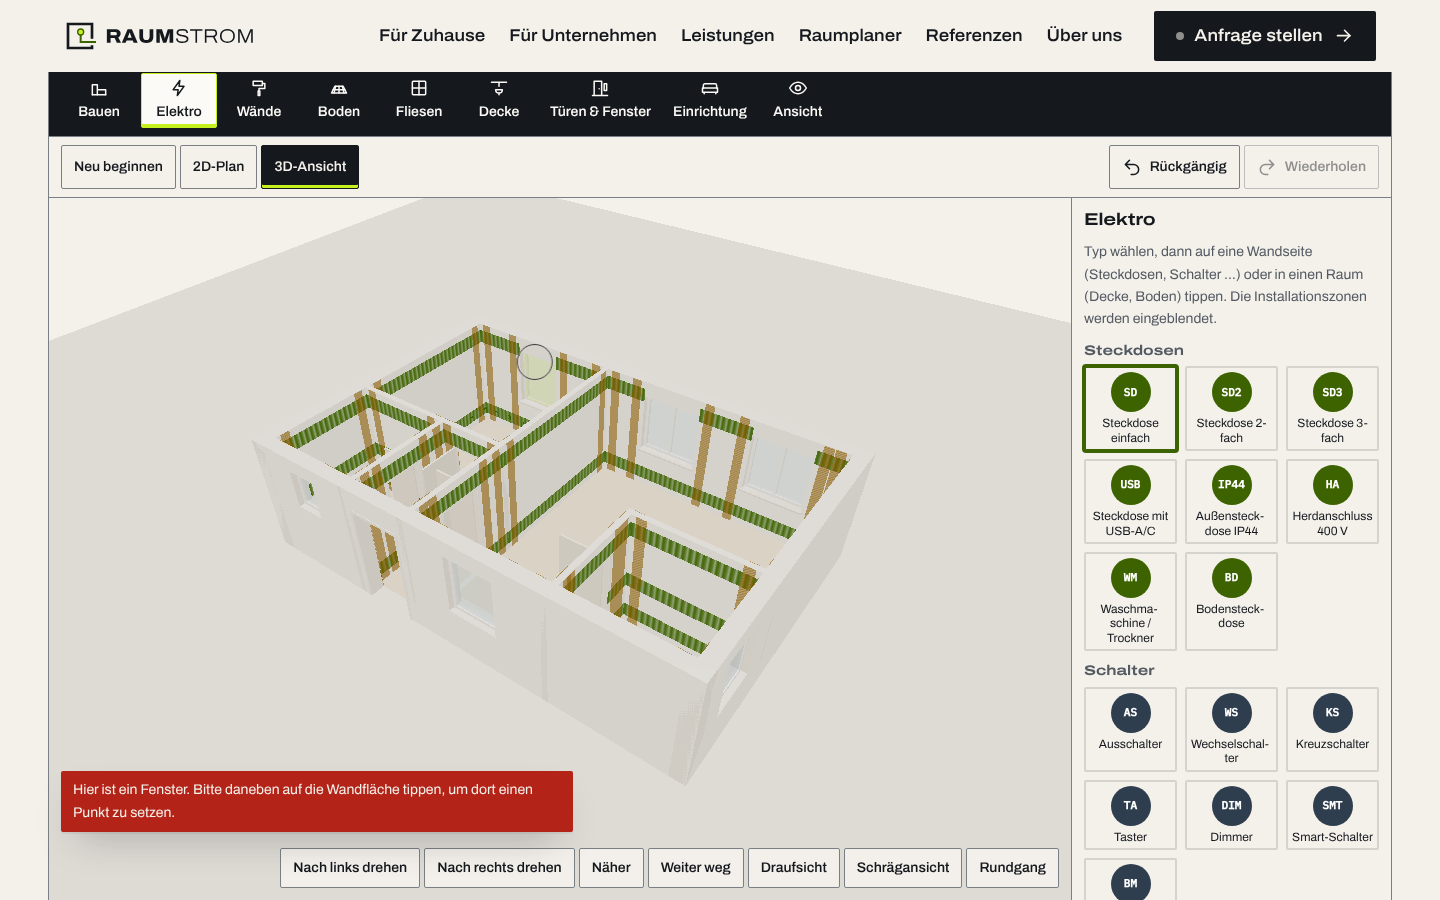 RAUMSTROM
Für Zuhause
Für Unternehmen
Leistungen
Raumplaner
Referenzen
Über uns
Anfrage stellen
Bauen
Elektro
Wände
Boden
Fliesen
Decke
Türen & Fenster
Einrichtung
Ansicht
Neu beginnen
2D-Plan
3D-Ansicht
Rückgängig
Wiederholen
Elektro
Typ wählen, dann auf eine Wandseite
(Steckdosen, Schalter ...) oder in einen Raum
(Decke, Boden) tippen. Die Installationszonen
werden eingeblendet.
Steckdosen
SD
Steckdose
einfach
SD2
Steckdose 2-
fach
SD3
Steckdose 3-
fach
USB
Steckdose mit
USB-A/C
IP44
Außensteck-
dose IP44
HA
Herdanschluss
400 V
WM
Waschma-
schine /
Trockner
BD
Bodensteck-
dose
Schalter
AS
Ausschalter
WS
Wechselschal-
ter
KS
Kreuzschalter
TA
Taster
DIM
Dimmer
SMT
Smart-Schalter
BM
Hier ist ein Fenster. Bitte daneben auf die Wandfläche tippen, um dort einen
Punkt zu setzen.
Nach links drehen
Nach rechts drehen
Näher
Weiter weg
Draufsicht
Schrägansicht
Rundgang